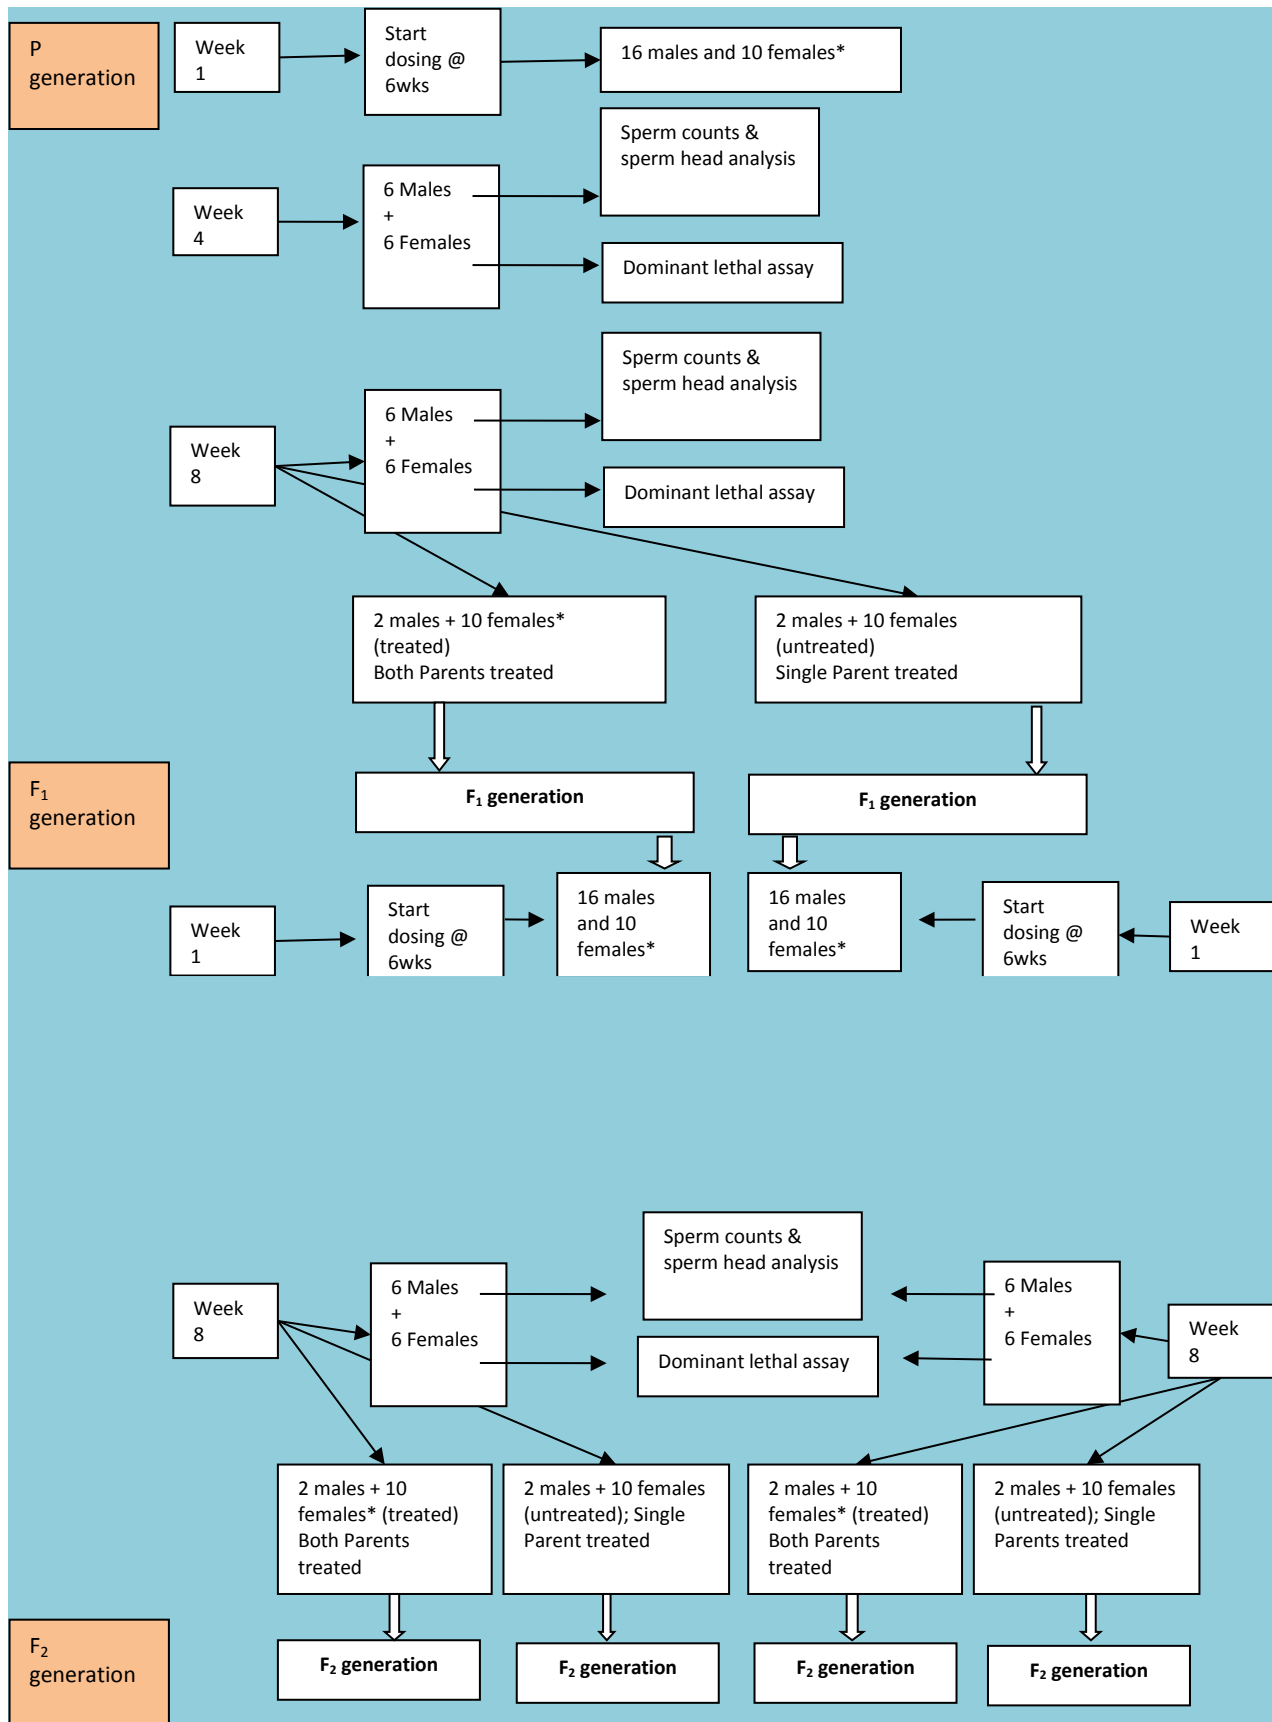 P
generation
Week
1
Start
dosing @
6wks
16 males and 10 females*
Sperm counts &
sperm head analysis
Week
4
6 Males
+
6 Females
Dominant lethal assay
Sperm counts &
sperm head analysis
Week
8
6 Males
+
6 Females
Dominant lethal assay
2 males + 10 females*
(treated)
Both Parents treated
2 males + 10 females
(untreated)
Single Parent treated
F₁
generation
F₁ generation
F₁ generation
Week
1
Start
dosing @
6wks
16 males
and 10
females*
16 males
and 10
females*
Start
dosing @
6wks
Week
1
Sperm counts &
sperm head analysis
Week
8
6 Males
+
6 Females
Dominant lethal assay
6 Males
+
6 Females
Week
8
2 males + 10
females* (treated)
Both Parents
treated
2 males + 10 females
(untreated); Single
Parent treated
2 males + 10
females* (treated)
Both Parents
treated
2 males + 10 females
(untreated); Single
Parents treated
F₂
generation
F₂ generation
F₂ generation
F₂ generation
F₂ generation